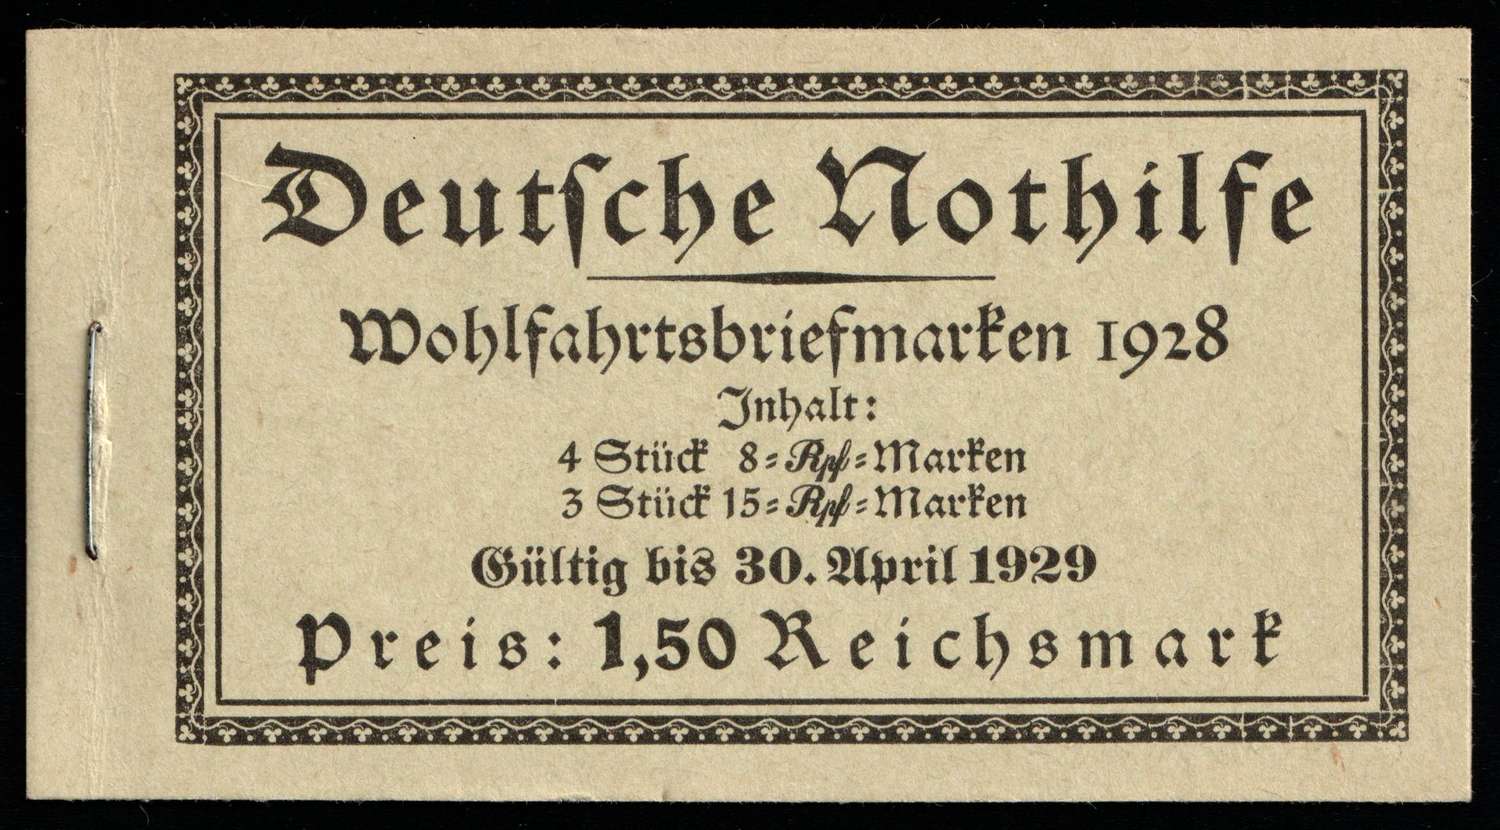 Deutſche Nothilfe
Wohlfahrtsbriefmarken 1928
Inhalt:
4 Stück 8=Rpf=Marken
3 Stück 15=Rpf=Marken
Gültig bis 30. April 1929
Preis: 1,50 Reichsmark